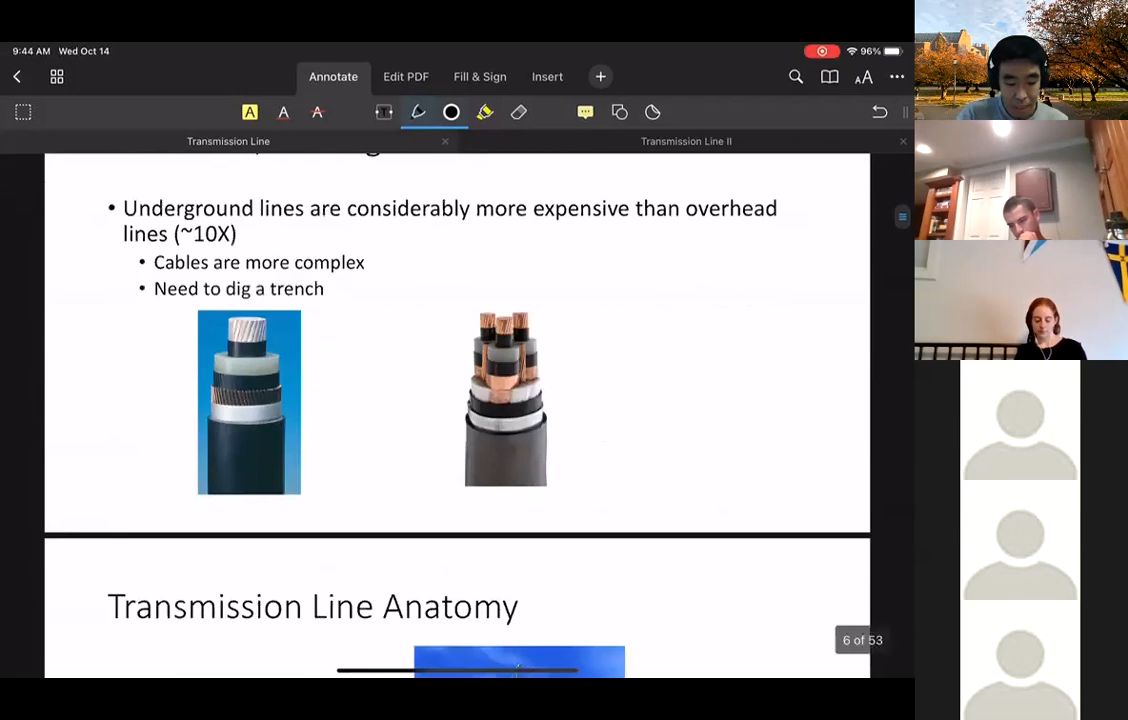 9:44 AM Wed Oct 14
96%
Annotate Edit PDF Fill & Sign Insert
Transmission Line
Transmission Line II
• Underground lines are considerably more expensive than overhead
lines (~10X)
• Cables are more complex
• Need to dig a trench
Transmission Line Anatomy
6 of 53